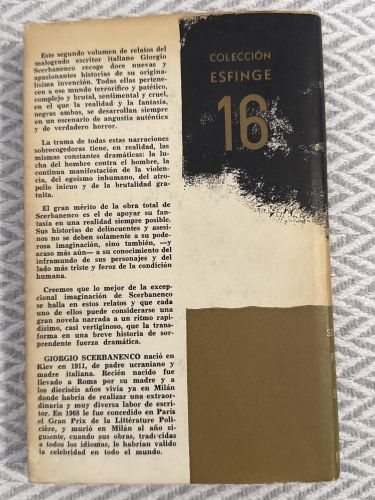 Este segundo volumen de relatos del
malogrado escritor italiano Giorgio
Scerbanenco recoge doce nuevas y
apasionantes historias de su origina-
lísima invención. Todas ellas pertene-
cen a ese mundo terrorífico y patético,
complejo y brutal, sentimental y cruel,
en el que la realidad y la fantasía,
negras ambas, se desarrollan siempre
en un escenario de angustia auténtica
y de verdadero horror.
La trama de todas estas narraciones
sobrecogedoras tiene, en realidad, las
mismas constantes dramáticas: la lu-
cha del hombre contra el hombre, la
continua manifestación de la violen-
cia, del egoísmo inhumano, del atro-
pello inicuo y de la brutalidad gra-
tuita.
El gran mérito de la obra total de
Scerbanenco es el de apoyar su fan-
tasía en una realidad siempre posible.
Sus historias de delincuentes y asesi-
nos no se deben solamente a su pode-
rosa imaginación, sino también, —y
acaso más aún— a su conocimiento del
inframundo de sus personajes y del
lado más triste y feroz de la condición
humana.
Creemos que lo mejor de la excep-
cional imaginación de Scerbanenco
se halla en estos relatos y que cada
uno de ellos puede considerarse una
gran novela narrada a un ritmo rapi-
dísimo, casi vertiginoso, que la trans-
forma en una breve historia de sor-
prendente fuerza dramática.
GIORGIO SCERBANENCO nació en
Kiev en 1911, de padre ucraniano y
madre italiana. Recién nacido fue
llevado a Roma por su madre y a
los dieciséis años vivía ya en Milán
donde habría de realizar una extraor-
dinaria y muy diversa labor de escri-
tor. En 1968 le fue concedido en París
el Gran Prix de la Littérature Poli-
cière, y murió en Milán al año si-
guiente, cuando sus obras, traducidas
a todos los idiomas, le habrían valido
la celebridad en todo el mundo.
COLECCIÓN
ESFINGE
16